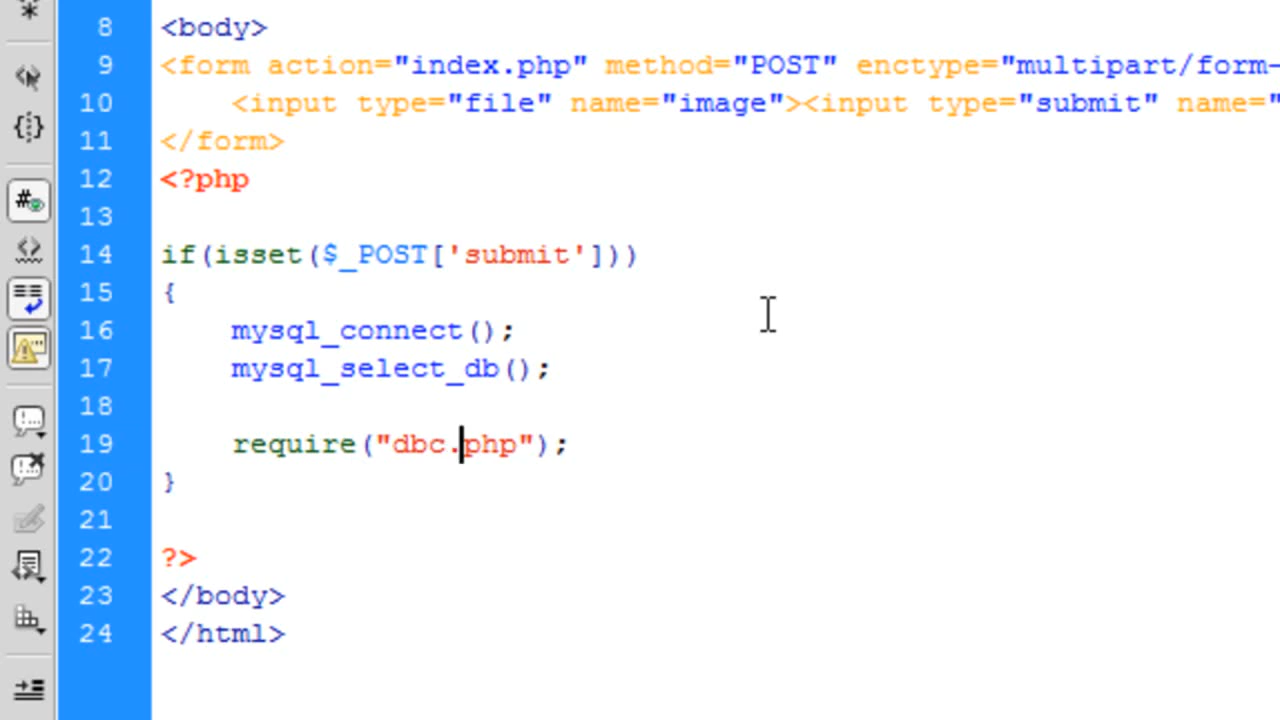 8 <body>
9 <form action="index.php" method="POST" enctype="multipart/form-
10 <input type="file" name="image"><input type="submit" name="
11 </form>
12 <?php
13
14 if(isset($_POST['submit']))
15 {
16 mysql_connect();
17 mysql_select_db();
18
19 require("dbc.php");
20 }
21
22 ?>
23 </body>
24 </html>